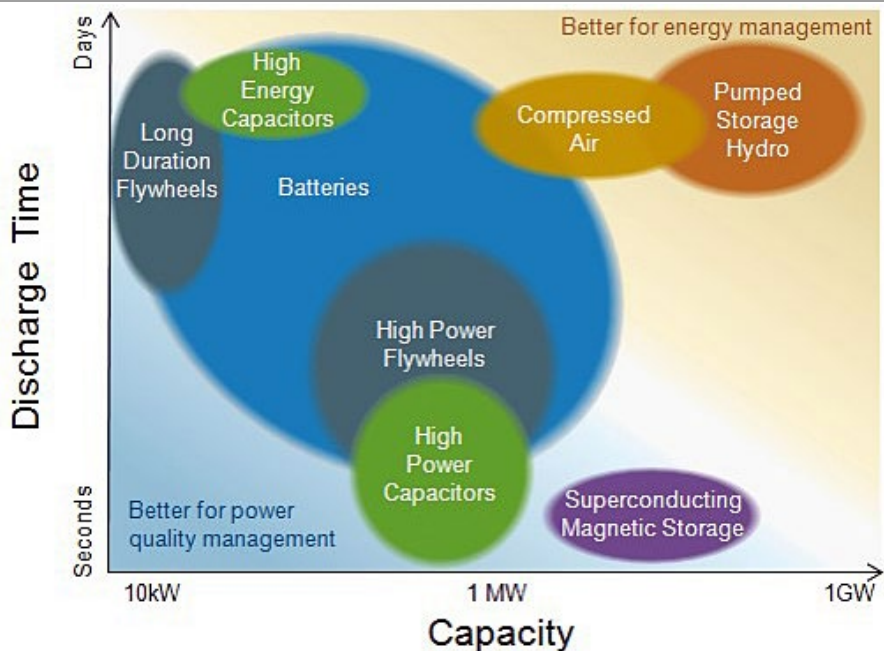 Better for energy management
Days
High
Energy
Capacitors
Long
Duration
Flywheels
Compressed
Air
Pumped
Storage
Hydro
Batteries
Discharge Time
High Power
Flywheels
High
Power
Capacitors
Superconducting
Magnetic Storage
Better for power
quality management
Seconds
10kW
1 MW
1GW
Capacity